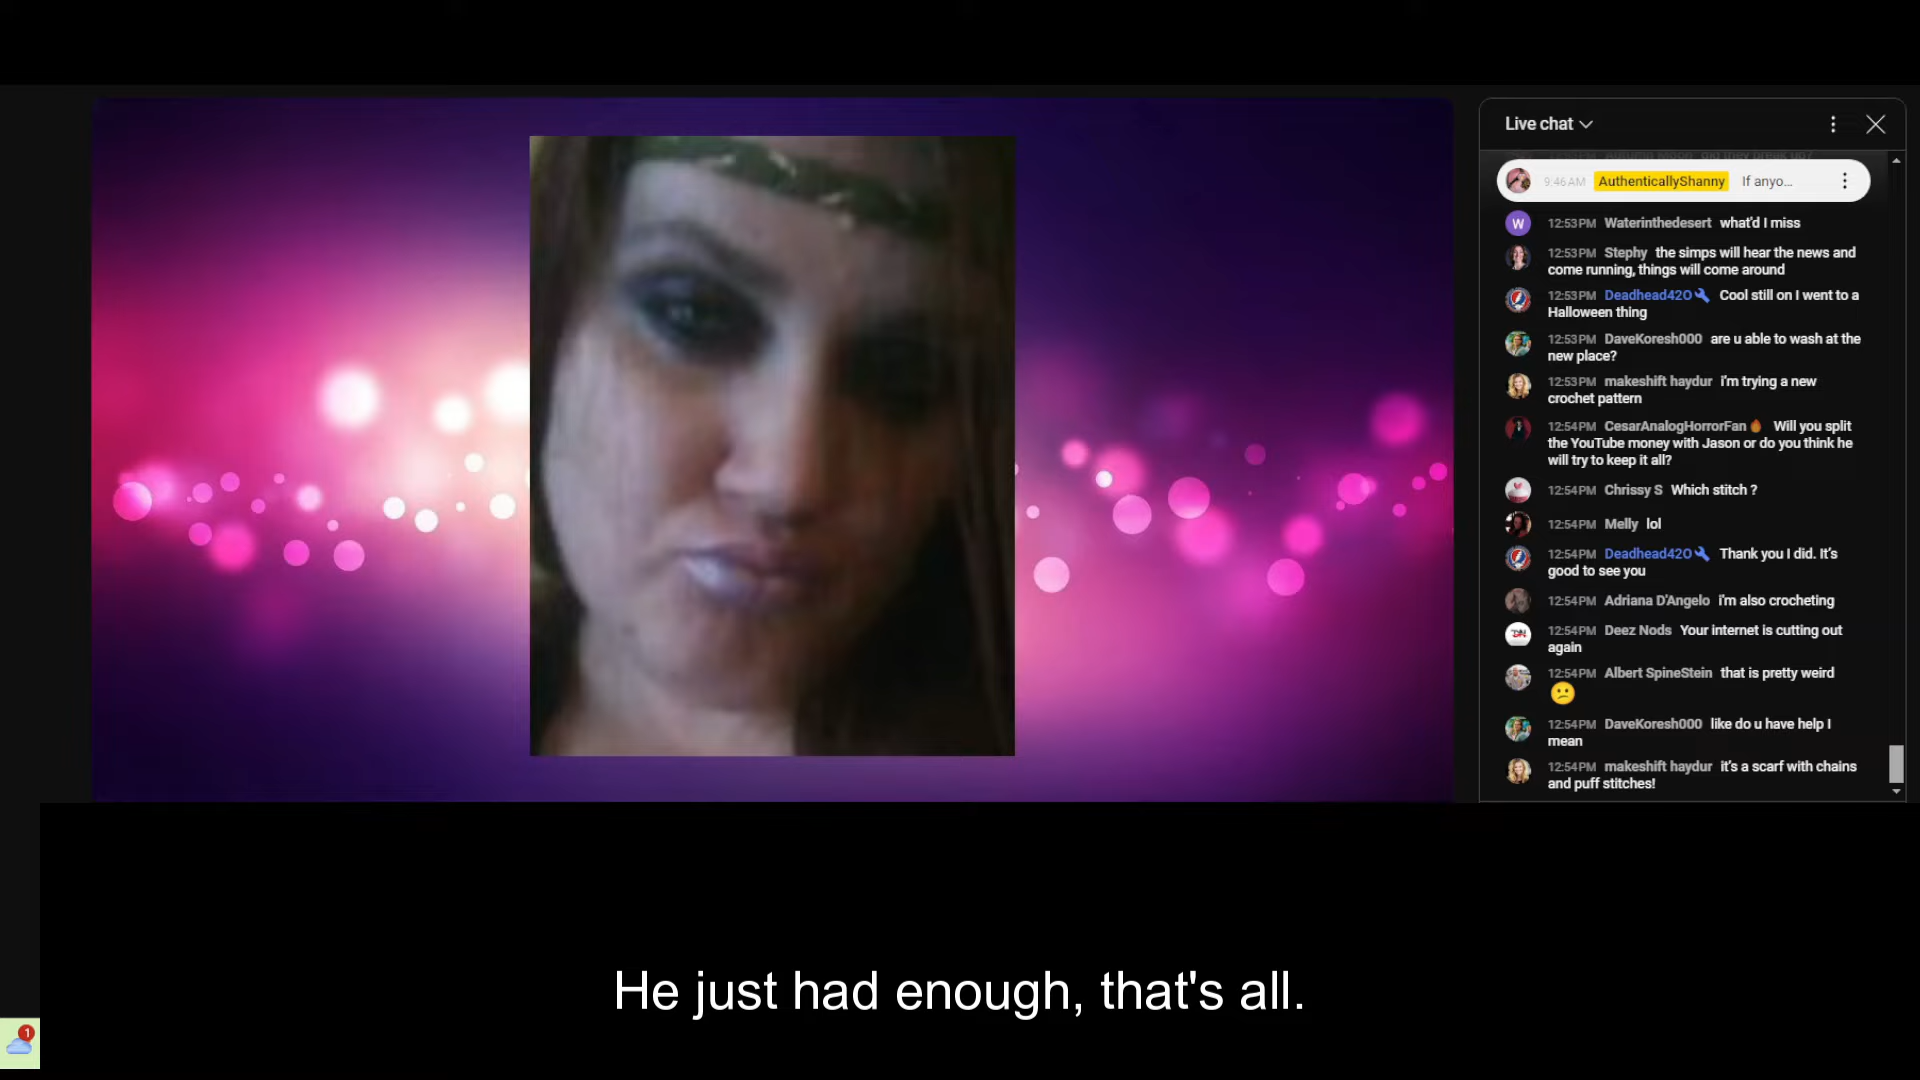 Live chat
9:46 AM AuthenticallyShanny If anyo...
12:53 PM Waterinthedesert what'd I miss
12:53 PM Stephy the simps will hear the news and
come running, things will come around
12:53 PM Deadhead420 Cool still on I went to a
Halloween thing
12:53 PM DaveKoresh000 are u able to wash at the
new place?
12:53 PM makeshift haydur i'm trying a new
crochet pattern
12:54 PM CesarAnalogHorrorFan🔥 Will you split
the YouTube money with Jason or do you think he
will try to keep it all?
12:54 PM Chrissy S Which stitch ?
12:54 PM Melly lol
12:54 PM Deadhead420 Thank you I did. It's
good to see you
12:54 PM Adriana D'Angelo i'm also crocheting
12:54 PM Deez Nods Your internet is cutting out
again
12:54 PM Albert SpineStein that is pretty weird
😕
12:54 PM DaveKoresh000 like do u have help I
mean
12:54 PM makeshift haydur it's a scarf with chains
and puff stitches!
W
He just had enough, that's all.
1